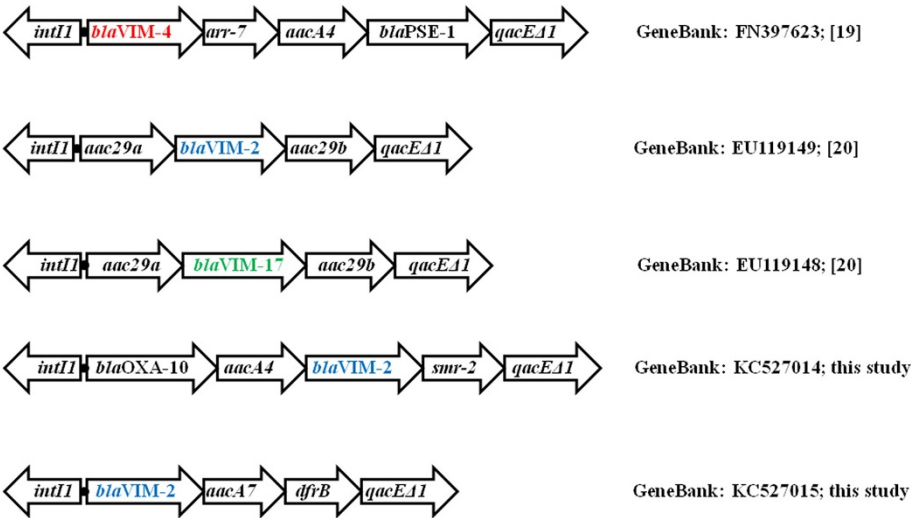 intI1 blaVIM-4 arr-7 aacA4 blaPSE-1 qacEΔ1 GeneBank: FN397623; [19]
intI1 aac29a blaVIM-2 aac29b qacEΔ1 GeneBank: EU119149; [20]
intI1 aac29a blaVIM-17 aac29b qacEΔ1 GeneBank: EU119148; [20]
intI1 blaOXA-10 aacA4 blaVIM-2 smr-2 qacEΔ1 GeneBank: KC527014; this study
intI1 blaVIM-2 aacA7 dfrB qacEΔ1 GeneBank: KC527015; this study